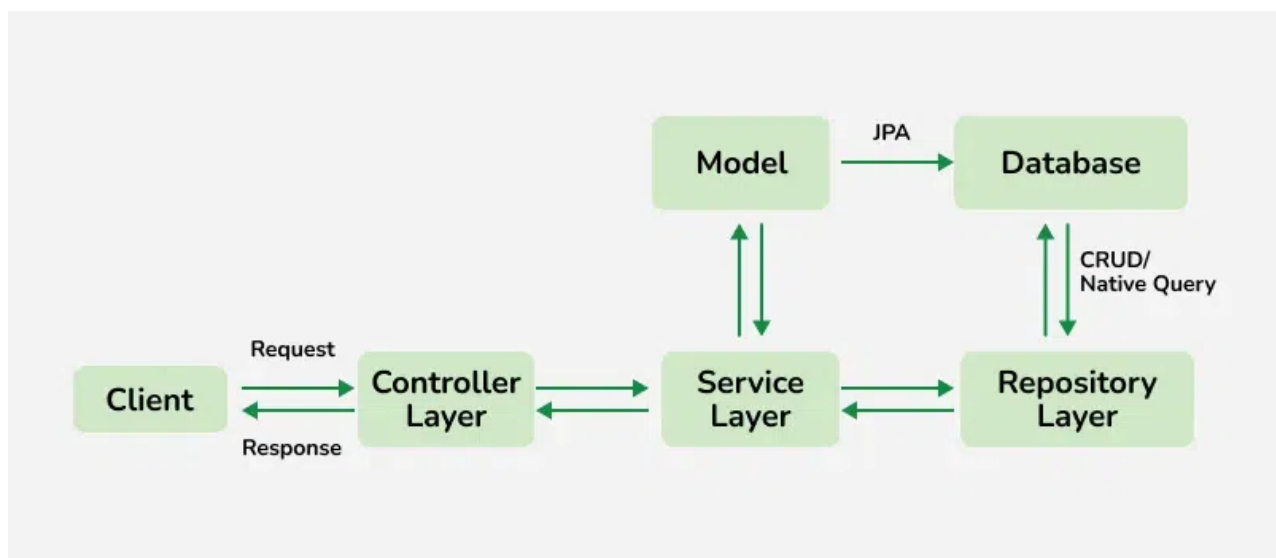 Model
JPA
Database
CRUD/
Native Query
Request
Client
Controller
Layer
Service
Layer
Repository
Layer
Response